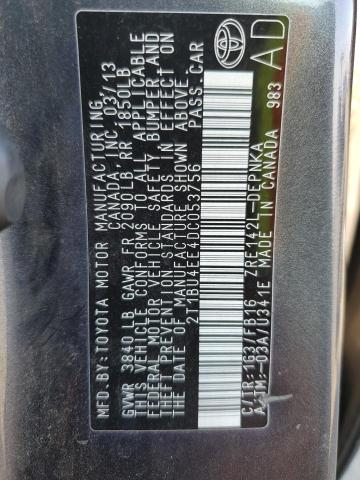 MFD.BY:TOYOTA MOTOR MANUFACTURING
CANADA,INC. 03/13
GVWR 3840 LB GAWR FR 2090LB,RR 1850LB
THIS VEHICLE CONFORMS TO ALL APPLICABLE
FEDERAL MOTOR VEHICLE SAFETY,BUMPER,AND
THEFT PREVENTION STANDARDS IN EFFECT ON
THE DATE OF MANUFACTURE SHOWN ABOVE.
2T1BU4EE4DC053756 PASS.CAR
TOYOTA
AD
C/TR:1G3/FB16 ZRE142L-DEPNKA
A/TM:-03A/U341E MADE IN CANADA 983